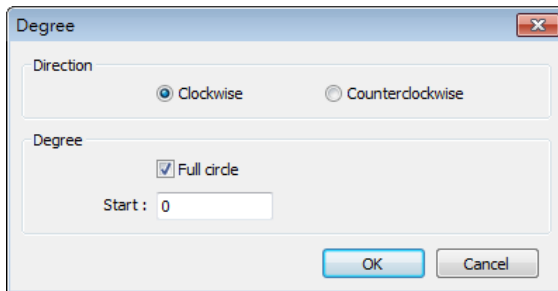 Degree
Direction
Clockwise Counterclockwise
Degree
Full circle
Start : 0
OK Cancel